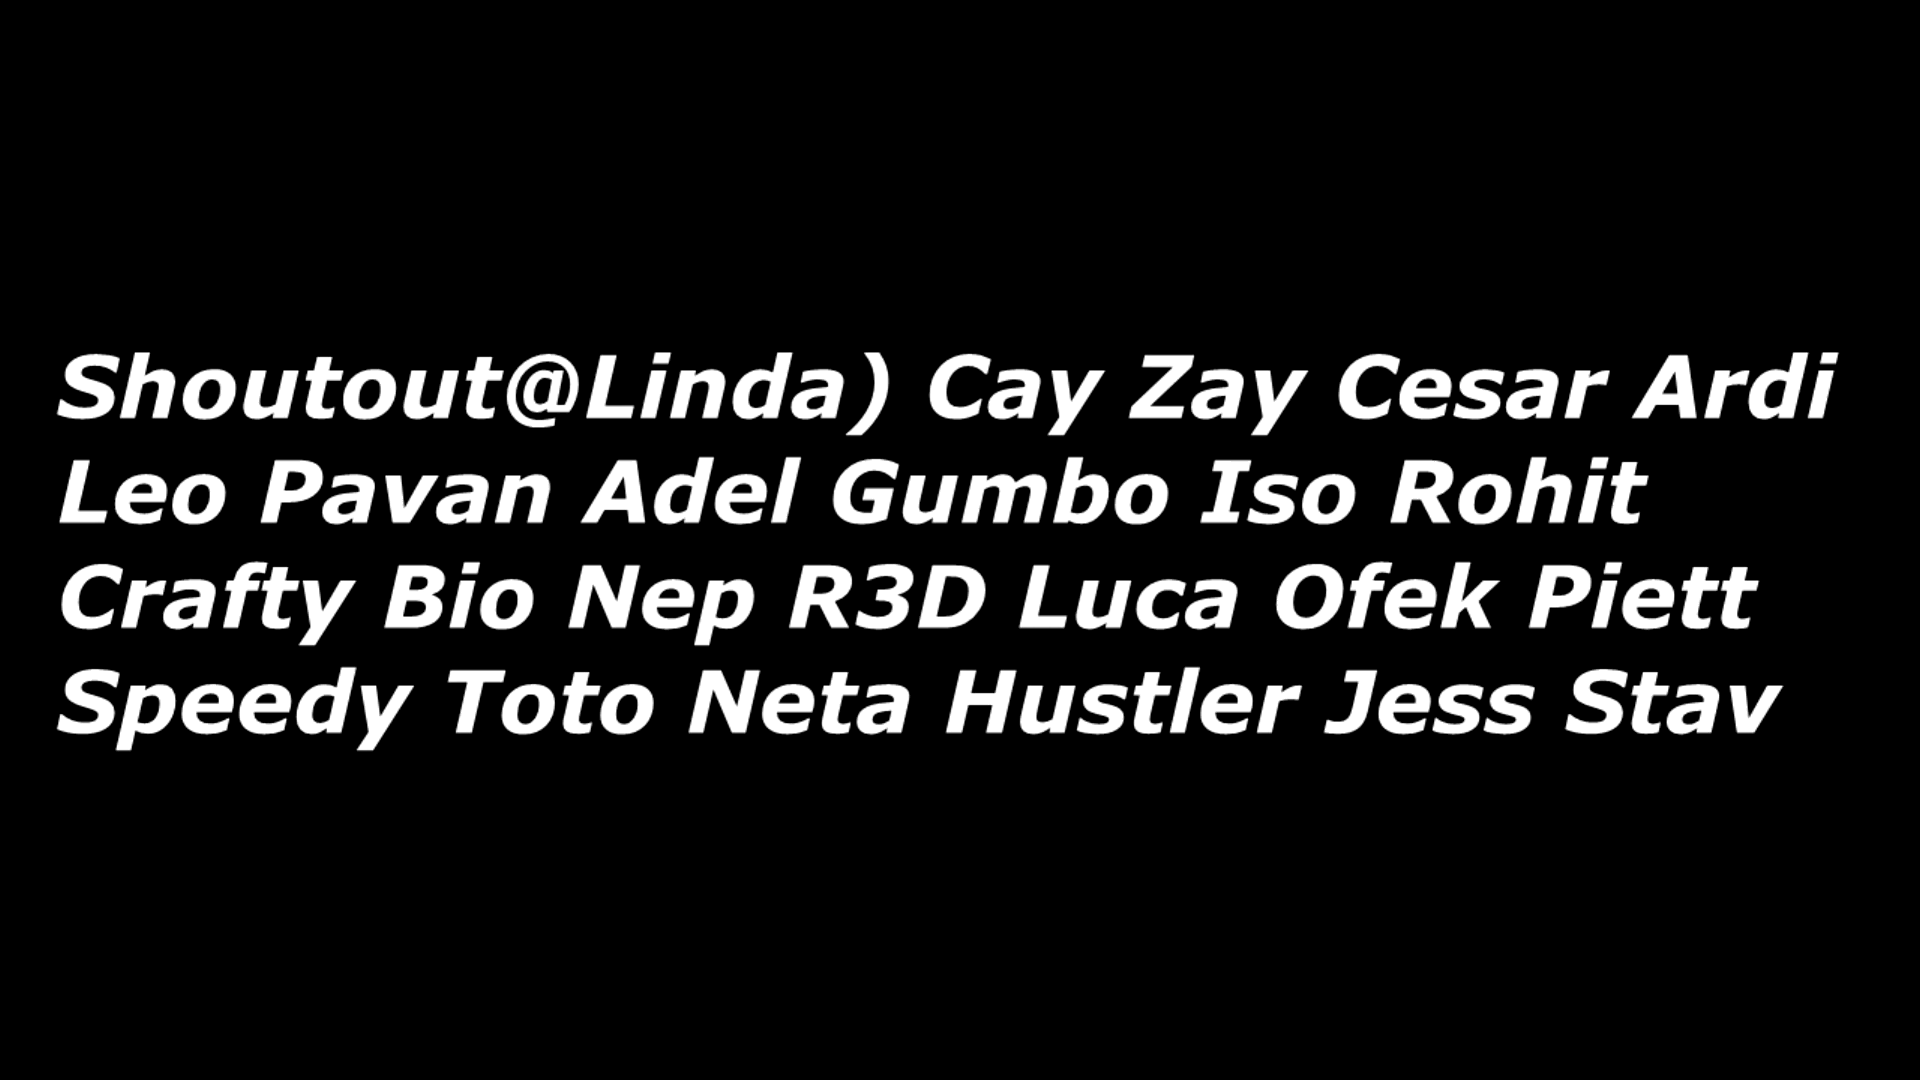 Shoutout@Linda) Cay Zay Cesar Ardi
Leo Pavan Adel Gumbo Iso Rohit
Crafty Bio Nep R3D Luca Ofek Piett
Speedy Toto Neta Hustler Jess Stav